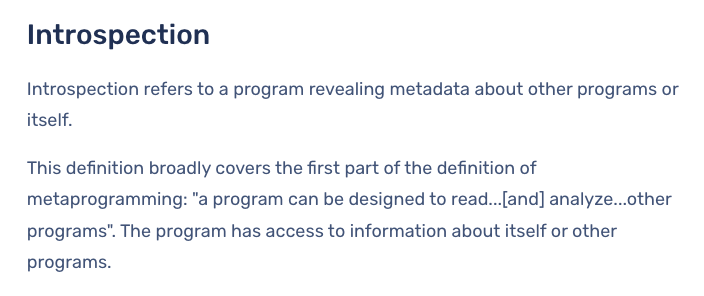 Introspection
Introspection refers to a program revealing metadata about other programs or
itself.
This definition broadly covers the first part of the definition of
metaprogramming: "a program can be designed to read...[and] analyze...other
programs". The program has access to information about itself or other
programs.